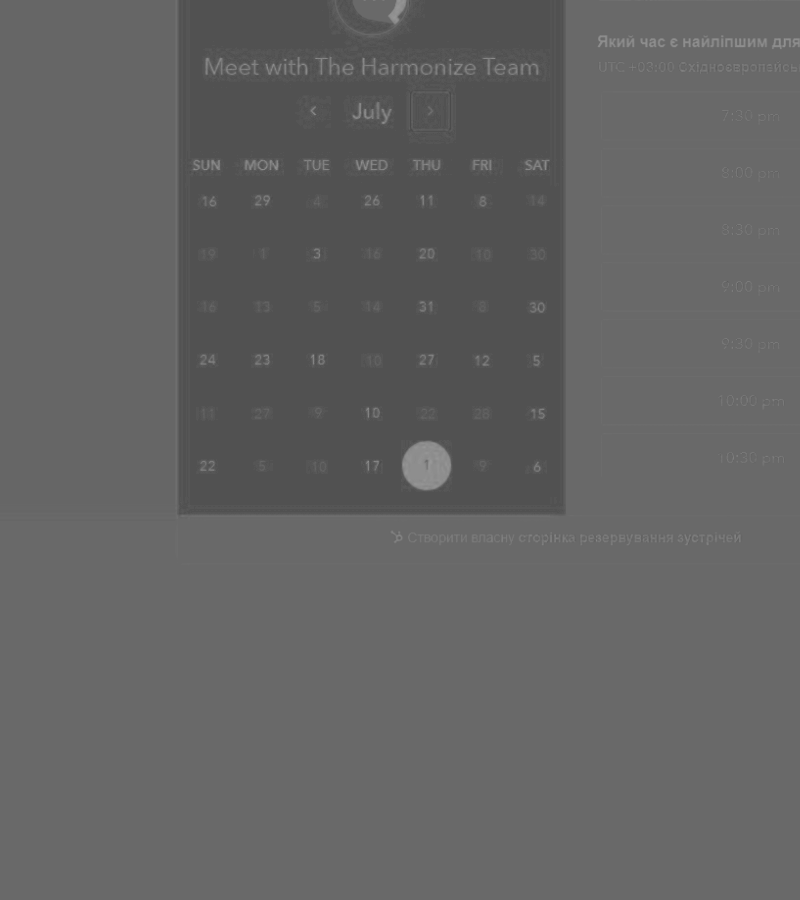 Який час є найліпшим для
Meet with The Harmonize Team
UTC +03:00
‹ July ›
7:30 pm
SUN MON TUE WED THU FRI SAT
8:00 pm
16 29 4 26 11 8 14
8:30 pm
19 1 3 16 20 10 30
9:00 pm
16 13 5 14 31 8 30
9:30 pm
24 23 18 10 27 12 5
10:00 pm
11 27 9 10 22 28 15
10:30 pm
22 5 10 17 1 9 6
Створити власну сторінка резервування зустрічей